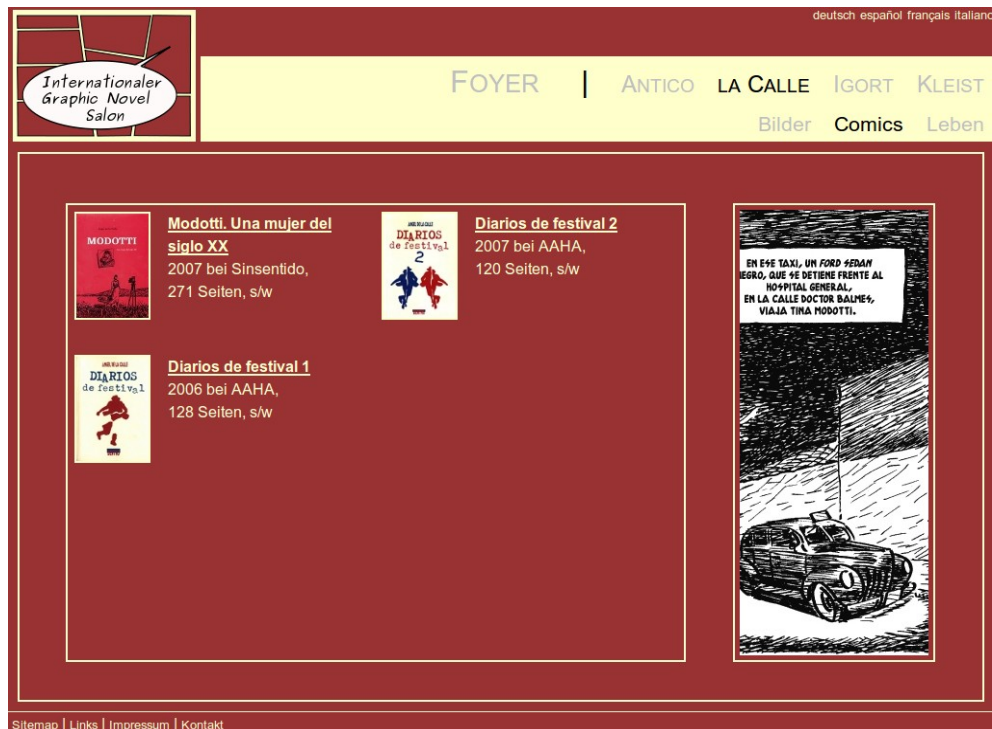 deutsch español français italiano
Internationaler
Graphic Novel
Salon
FOYER | ANTICO LA CALLE IGORT KLEIST
Bilder Comics Leben
MODOTTI
Modotti. Una mujer del
siglo XX
2007 bei Sinsentido,
271 Seiten, s/w
DIARIOS
de festival
2
Diarios de festival 2
2007 bei AAHA,
120 Seiten, s/w
DIARIOS
de festival
Diarios de festival 1
2006 bei AAHA,
128 Seiten, s/w
EN ESE TAXI, UN FORD SEDAN
NEGRO, QUE SE DETIENE FRENTE AL
HOSPITAL GENERAL,
EN LA CALLE DOCTOR BALMES,
VIAJA TINA MODOTTI.
Sitemap | Links | Impressum | Kontakt